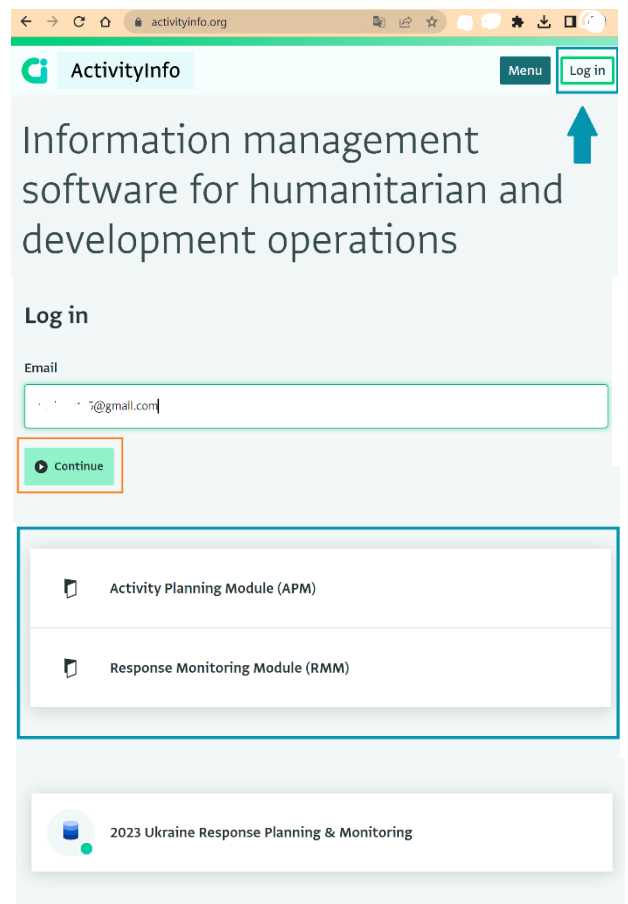 activityinfo.org
ActivityInfo
Menu
Log in
Information management
software for humanitarian and
development operations
Log in
Email
5@gmail.com
Continue
Activity Planning Module (APM)
Response Monitoring Module (RMM)
2023 Ukraine Response Planning & Monitoring